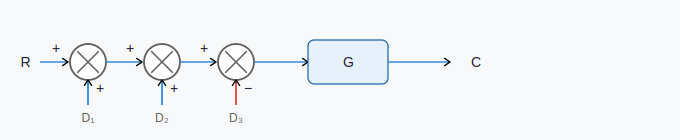 + + +
R G C
+ + −
D₁ D₂ D₃